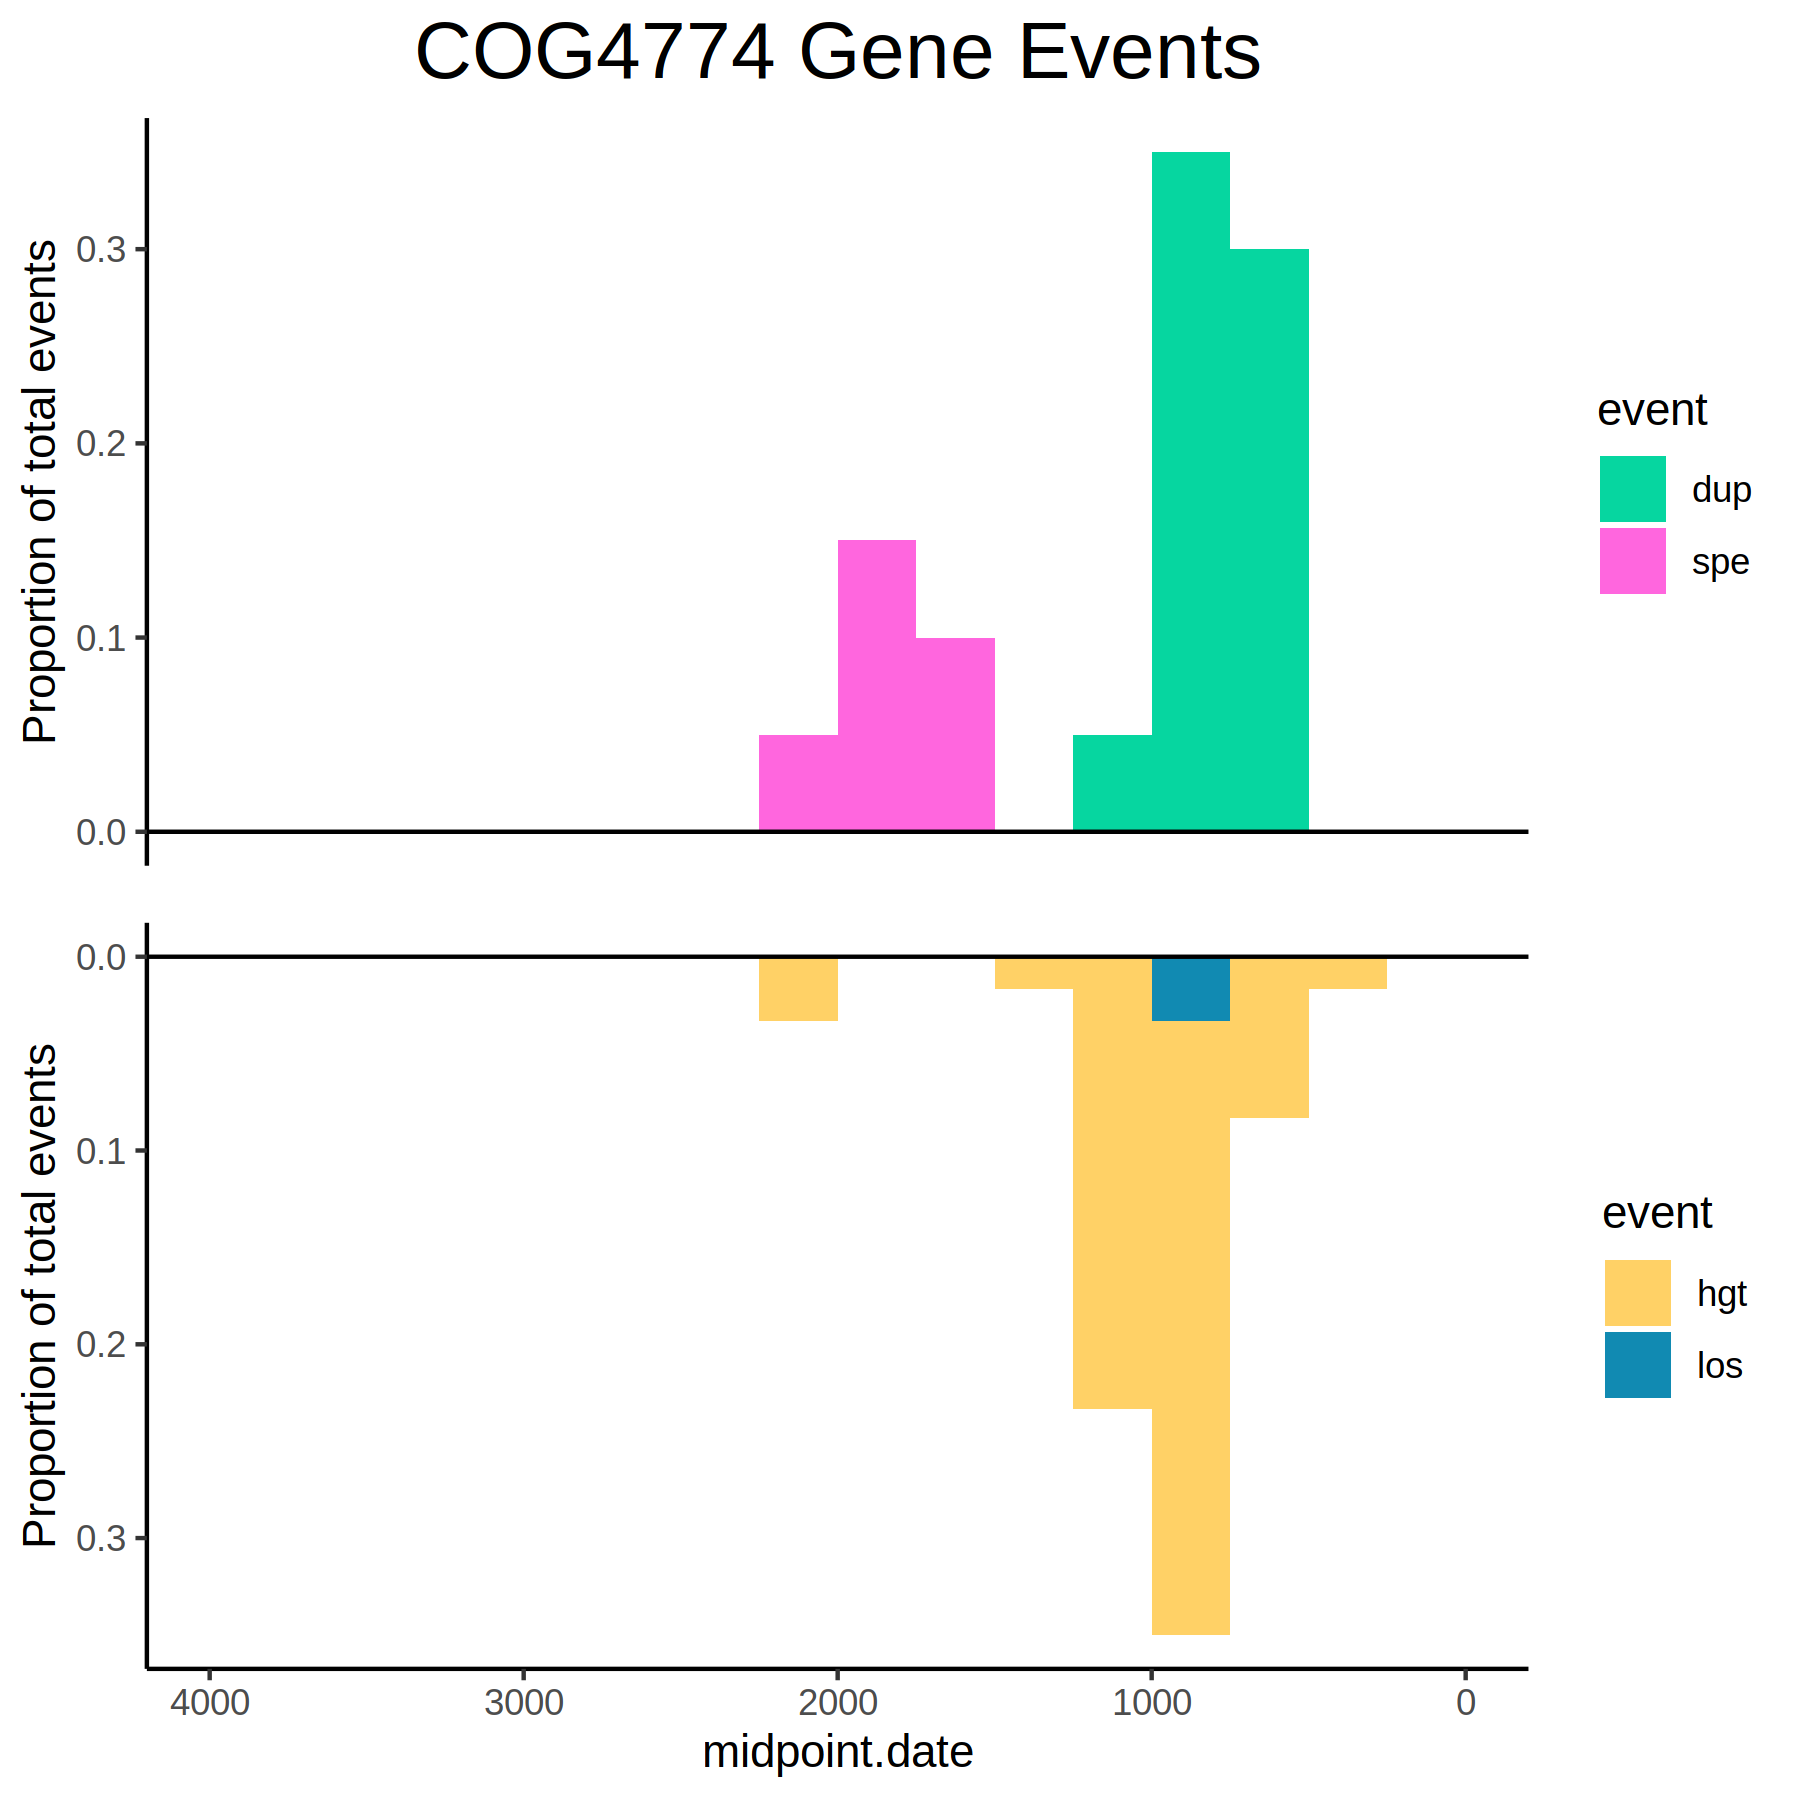 COG4774 Gene Events
Proportion of total events
0.3
0.2
0.1
0.0
event
dup
spe
Proportion of total events
0.0
0.1
0.2
0.3
event
hgt
los
4000 3000 2000 1000 0
midpoint.date